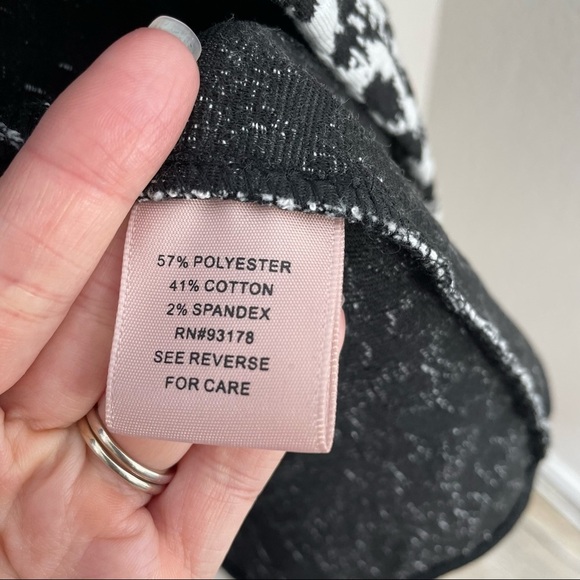 57% POLYESTER
41% COTTON
2% SPANDEX
RN#93178
SEE REVERSE
FOR CARE